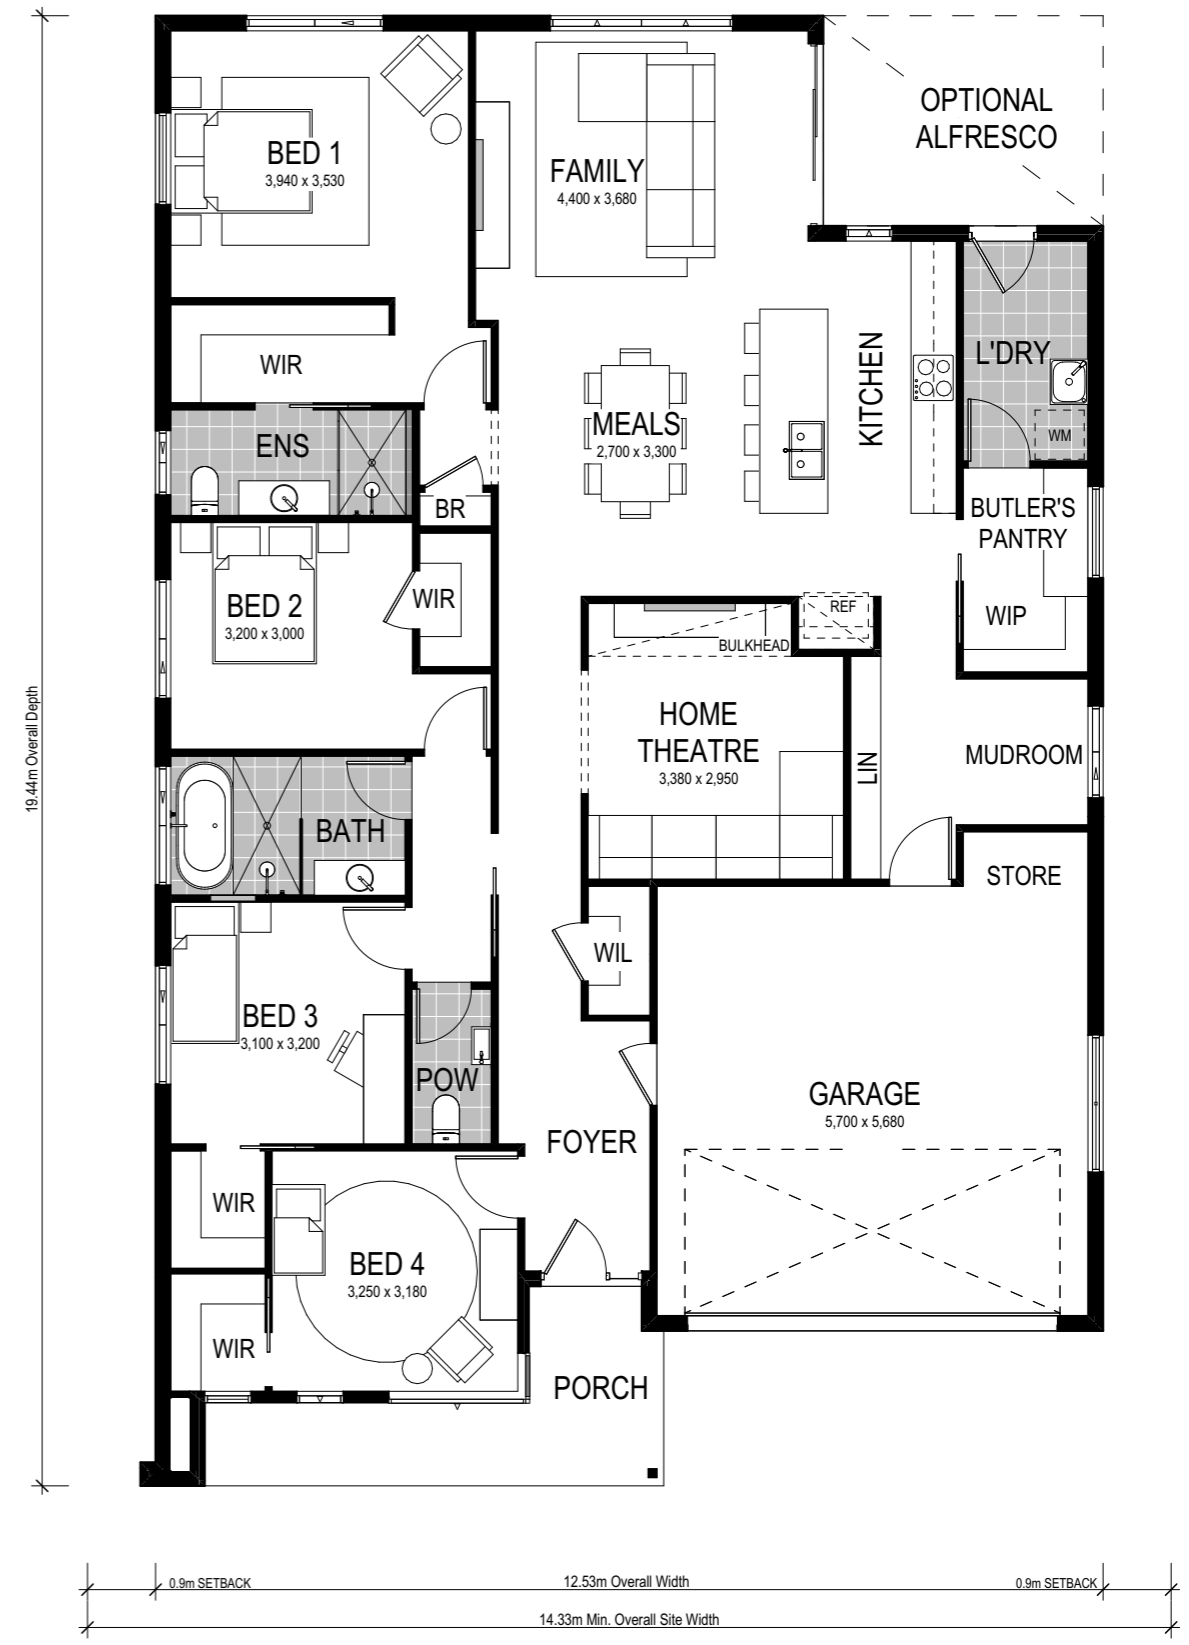 OPTIONAL
ALFRESCO
BED 1
3,940 x 3,530
FAMILY
4,400 x 3,680
WIR
KITCHEN
L'DRY
WM
ENS
MEALS
2,700 x 3,300
BR
BUTLER'S
PANTRY
BED 2
3,200 x 3,000
WIR
REF
WIP
BULKHEAD
HOME
THEATRE
3,380 x 2,950
LIN
MUDROOM
19.44m Overall Depth
BATH
STORE
WIL
BED 3
3,100 x 3,200
POW
GARAGE
5,700 x 5,680
FOYER
WIR
BED 4
3,250 x 3,180
WIR
PORCH
0.9m SETBACK
12.53m Overall Width
0.9m SETBACK
14.33m Min. Overall Site Width